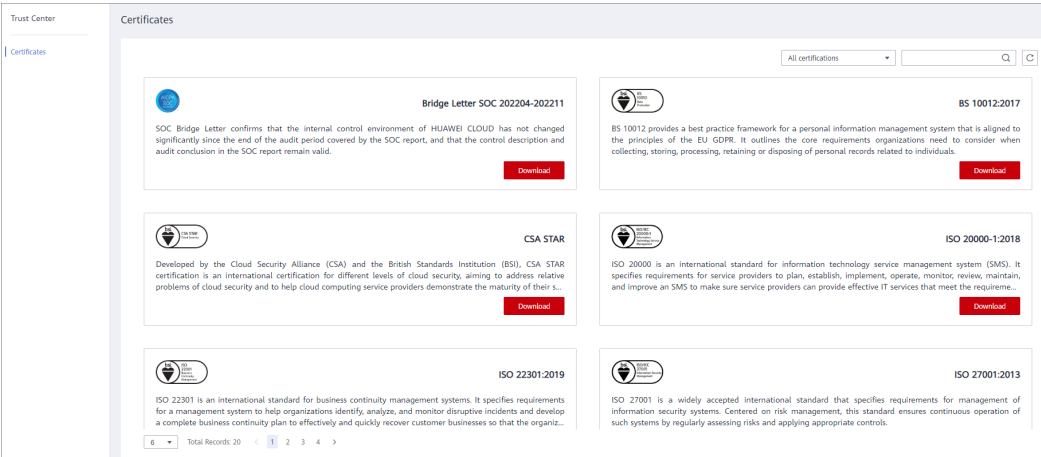 Trust Center
Certificates
Certificates
All certifications
Bridge Letter SOC 202204-202211
SOC Bridge Letter confirms that the internal control environment of HUAWEI CLOUD has not changed
significantly since the end of the audit period covered by the SOC report, and that the control description and
audit conclusion in the SOC report remain valid.
Download
BS 10012:2017
BS 10012 provides a best practice framework for a personal information management system that is aligned to
the principles of the EU GDPR. It outlines the core requirements organizations need to consider when
collecting, storing, processing, retaining or disposing of personal records related to individuals.
Download
CSA STAR
Developed by the Cloud Security Alliance (CSA) and the British Standards Institution (BSI), CSA STAR
certification is an international certification for different levels of cloud security, aiming to address relative
problems of cloud security and to help cloud computing service providers demonstrate the maturity of their s...
Download
ISO 20000-1:2018
ISO 20000 is an international standard for information technology service management system (SMS). It
specifies requirements for service providers to plan, establish, implement, operate, monitor, review, maintain,
and improve an SMS to make sure service providers can provide effective IT services that meet the requireme...
Download
ISO 22301:2019
ISO 22301 is an international standard for business continuity management systems. It specifies requirements
for a management system to help organizations identify, analyze, and monitor disruptive incidents and develop
a complete business continuity plan to effectively and quickly recover customer businesses so that the organiz...
ISO 27001:2013
ISO 27001 is a widely accepted international standard that specifies requirements for management of
information security systems. Centered on risk management, this standard ensures continuous operation of
such systems by regularly assessing risks and applying appropriate controls.
6 Total Records: 20 < 1 2 3 4 >